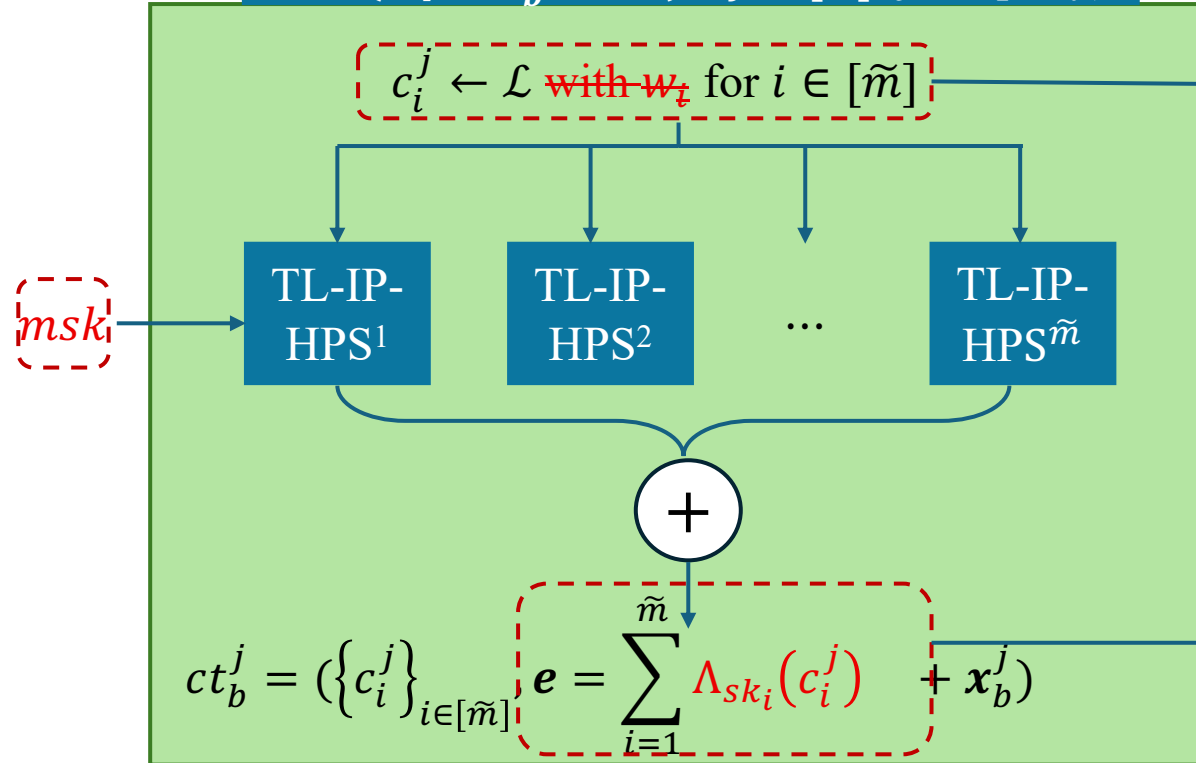 c_i^j ← ℒ ~~with w_i~~ for i ∈ [m̃]
TL-IP-HPS¹
TL-IP-HPS²
...
TL-IP-HPS^m̃
msk
+
ct_b^j = ({c_i^j}_{i∈[m̃]}, e = ∑_{i=1}^{m̃} Λ_{sk_i}(c_i^j) + x_b^j)